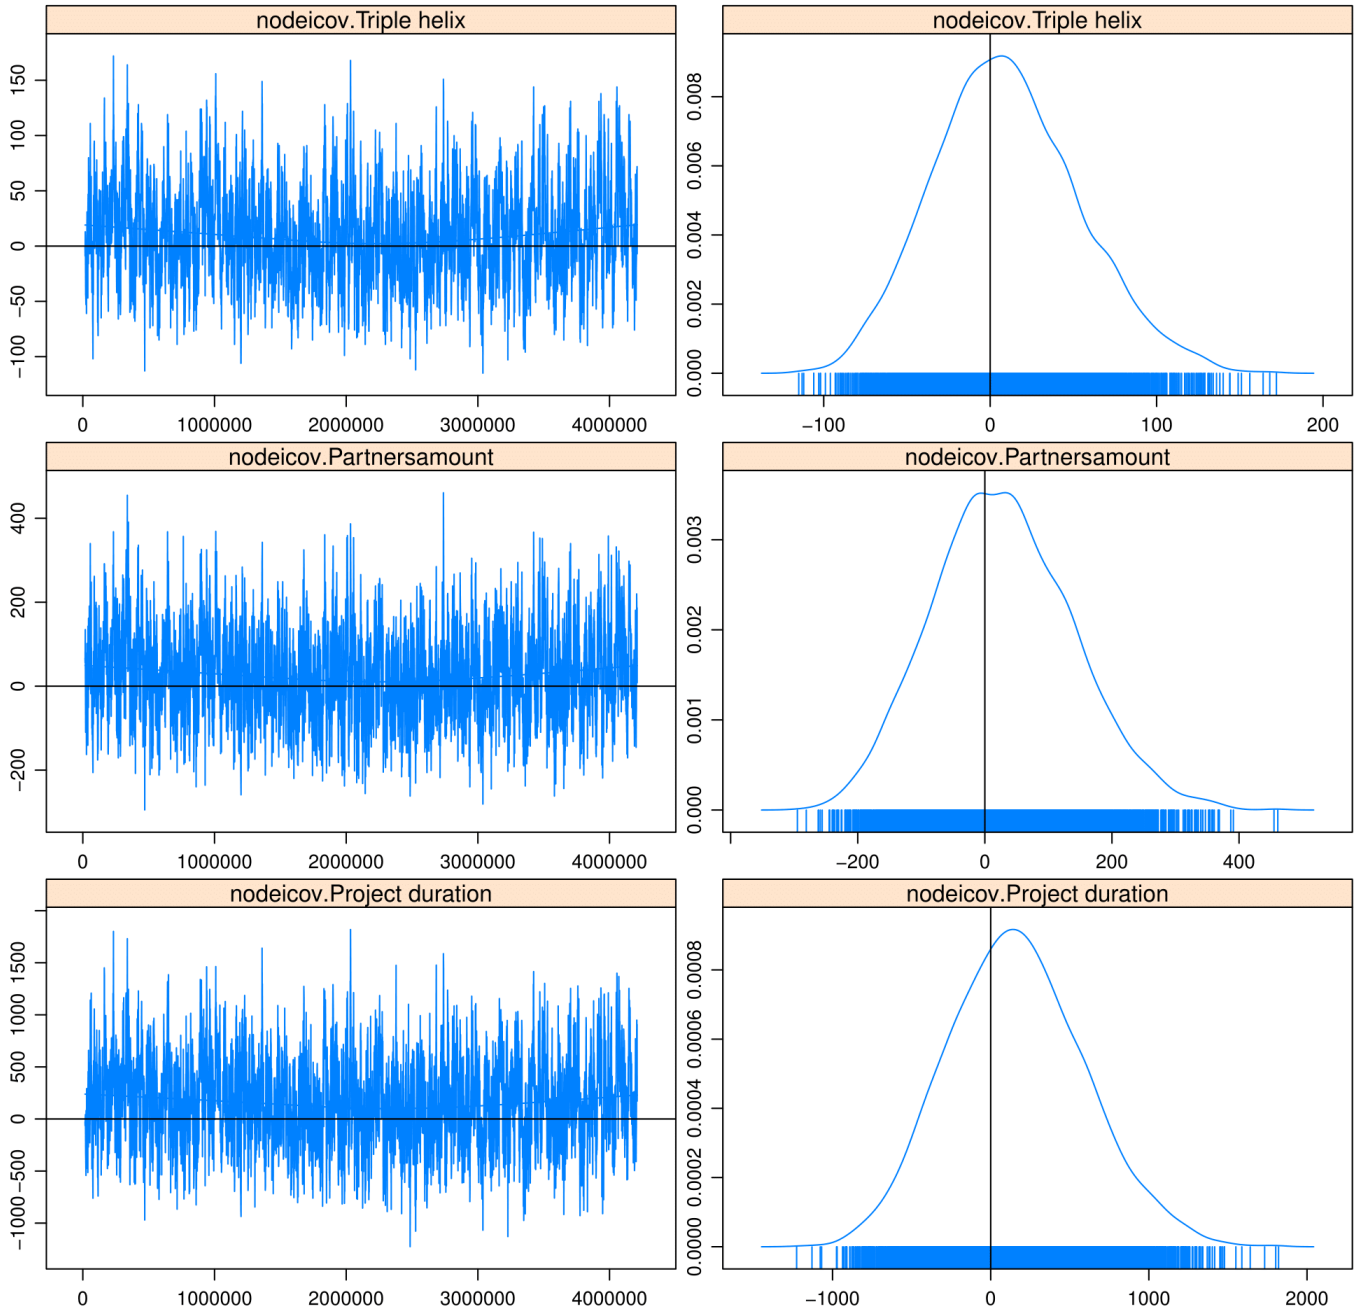 nodeicov.Triple helix
150
100
50
0
−50
−100
0 1000000 2000000 3000000 4000000
nodeicov.Triple helix
0.008
0.006
0.004
0.002
0.000
−100 0 100 200
nodeicov.Partnersamount
400
200
0
−200
0 1000000 2000000 3000000 4000000
nodeicov.Partnersamount
0.003
0.002
0.001
0.000
−200 0 200 400
nodeicov.Project duration
1500
1000
500
0
−500
−1000
0 1000000 2000000 3000000 4000000
nodeicov.Project duration
0.0008
0.0006
0.0004
0.0002
0.0000
−1000 0 1000 2000